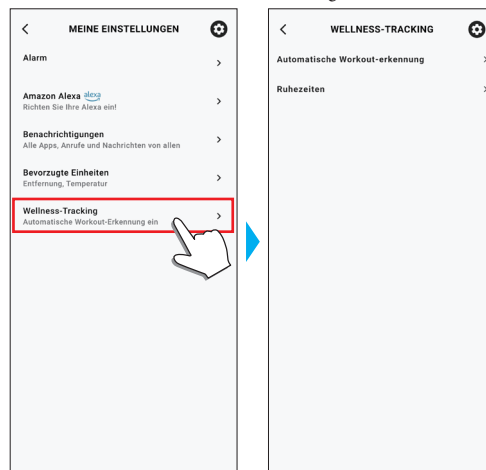 MEINE EINSTELLUNGEN
Alarm
Amazon Alexa alexa
Richten Sie Ihre Alexa ein!
Benachrichtigungen
Alle Apps, Anrufe und Nachrichten von allen
Bevorzugte Einheiten
Entfernung, Temperatur
Wellness-Tracking
Automatische Workout-Erkennung ein
WELLNESS-TRACKING
Automatische Workout-erkennung
Ruhezeiten